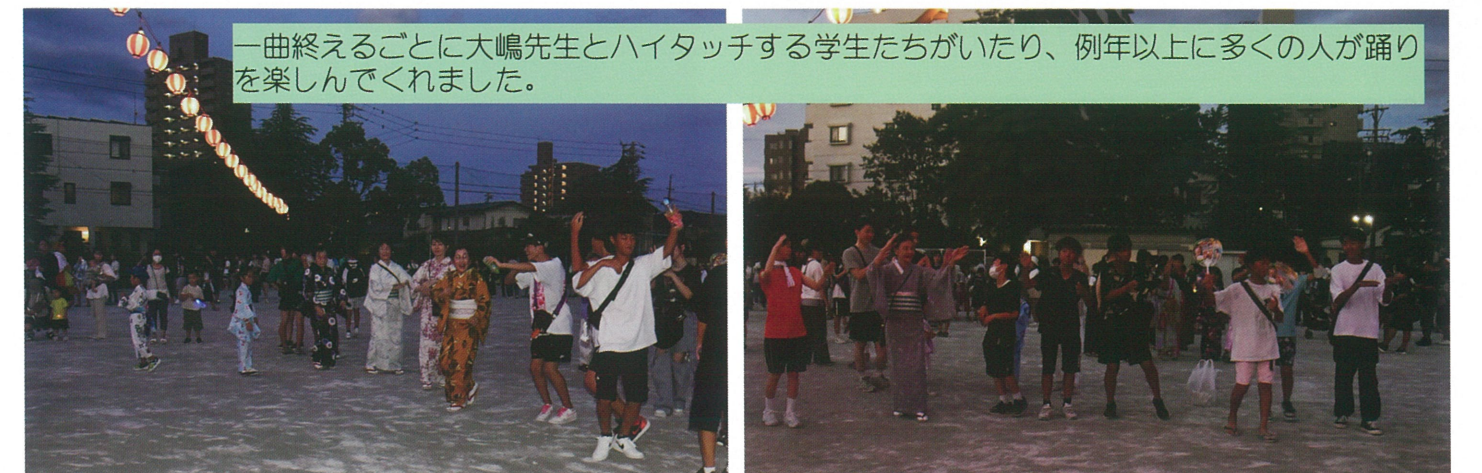 一曲終えるごとに大嶋先生とハイタッチする学生たちがいたり、例年以上に多くの人が踊り
を楽しんでくれました。